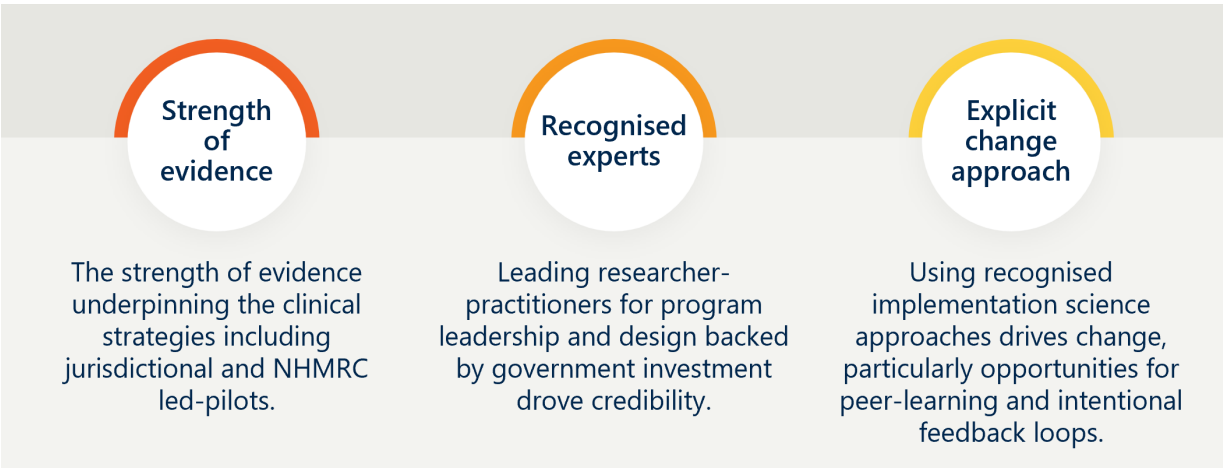 Strength
of
evidence
The strength of evidence
underpinning the clinical
strategies including
jurisdictional and NHMRC
led-pilots.
Recognised
experts
Leading researcher-
practitioners for program
leadership and design backed
by government investment
drove credibility.
Explicit
change
approach
Using recognised
implementation science
approaches drives change,
particularly opportunities for
peer-learning and intentional
feedback loops.